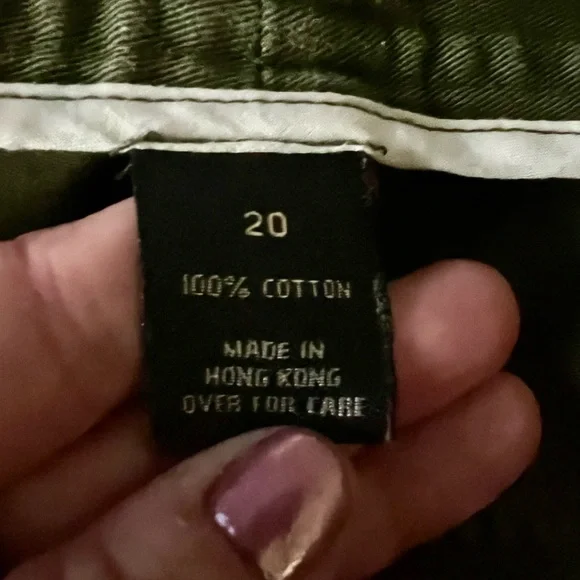 20
100% COTTON
MADE IN
HONG KONG
OVER FOR CARE